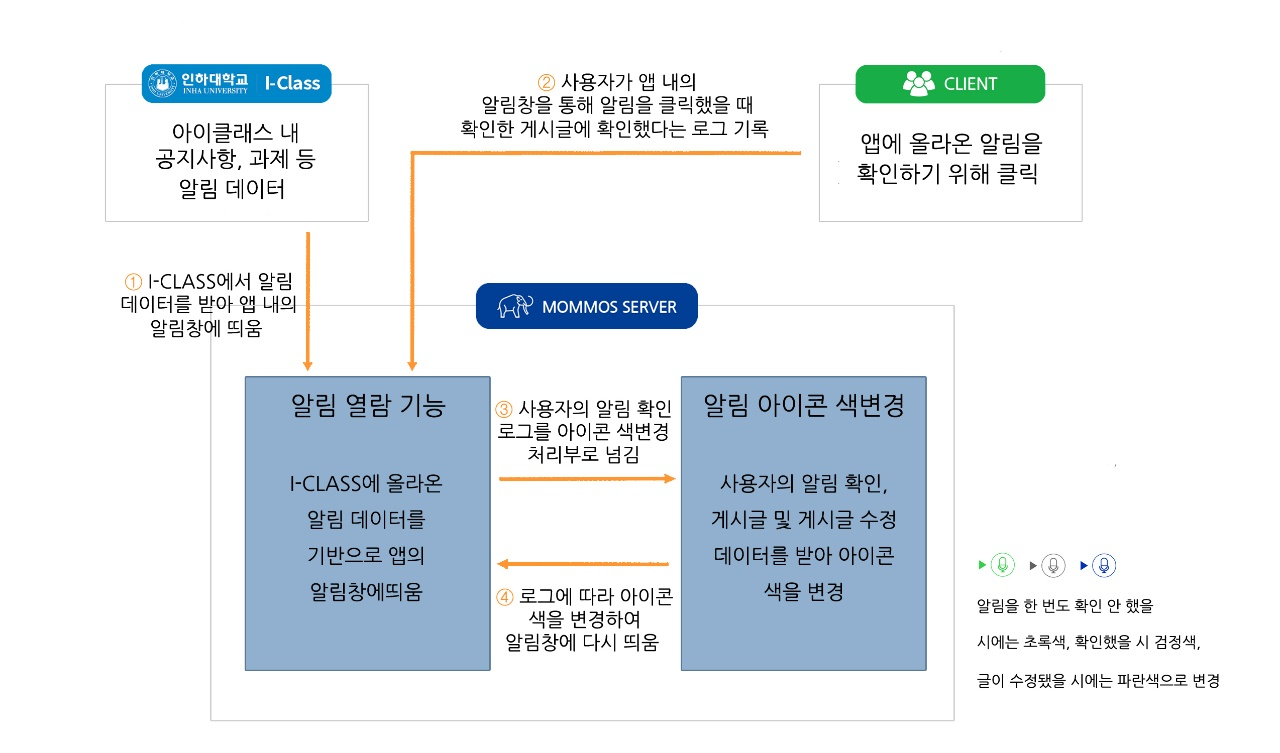 인하대학교
INHA UNIVERSITY
I-Class
아이클래스 내
공지사항, 과제 등
알림 데이터
② 사용자가 앱 내의
알림창을 통해 알림을 클릭했을 때
확인한 게시글에 확인했다는 로그 기록
CLIENT
앱에 올라온 알림을
확인하기 위해 클릭
① I-CLASS에서 알림
데이터를 받아 앱 내의
알림창에 띄움
MOMMOS SERVER
알림 열람 기능
I-CLASS에 올라온
알림 데이터를
기반으로 앱의
알림창에띄움
③ 사용자의 알림 확인
로그를 아이콘 색변경
처리부로 넘김
④ 로그에 따라 아이콘
색을 변경하여
알림창에 다시 띄움
알림 아이콘 색변경
사용자의 알림 확인,
게시글 및 게시글 수정
데이터를 받아 아이콘
색을 변경
알림을 한 번도 확인 안 했을
시에는 초록색, 확인했을 시 검정색,
글이 수정됐을 시에는 파란색으로 변경